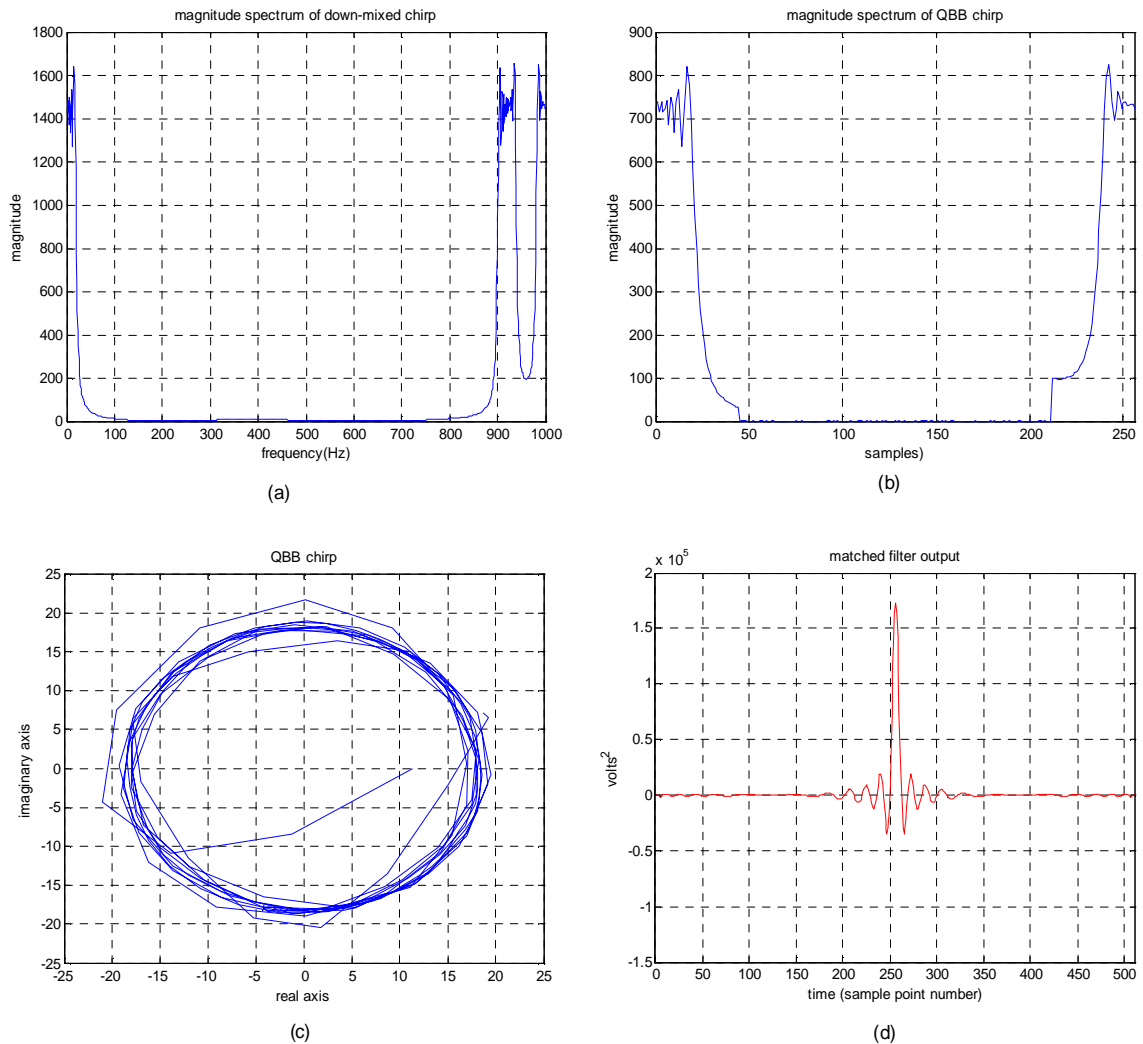 magnitude spectrum of down-mixed chirp
1800
1600
1400
1200
1000
800
600
400
200
0
magnitude
0 100 200 300 400 500 600 700 800 900 1000
frequency(Hz)
(a)
magnitude spectrum of QBB chirp
900
800
700
600
500
400
300
200
100
0
magnitude
0 50 100 150 200 250
samples)
(b)
QBB chirp
25
20
15
10
5
0
-5
-10
-15
-20
-25
imaginary axis
-25 -20 -15 -10 -5 0 5 10 15 20 25
real axis
(c)
matched filter output
x 10^5
2
1.5
1
0.5
0
-0.5
-1
-1.5
volts^2
0 50 100 150 200 250 300 350 400 450 500
time (sample point number)
(d)